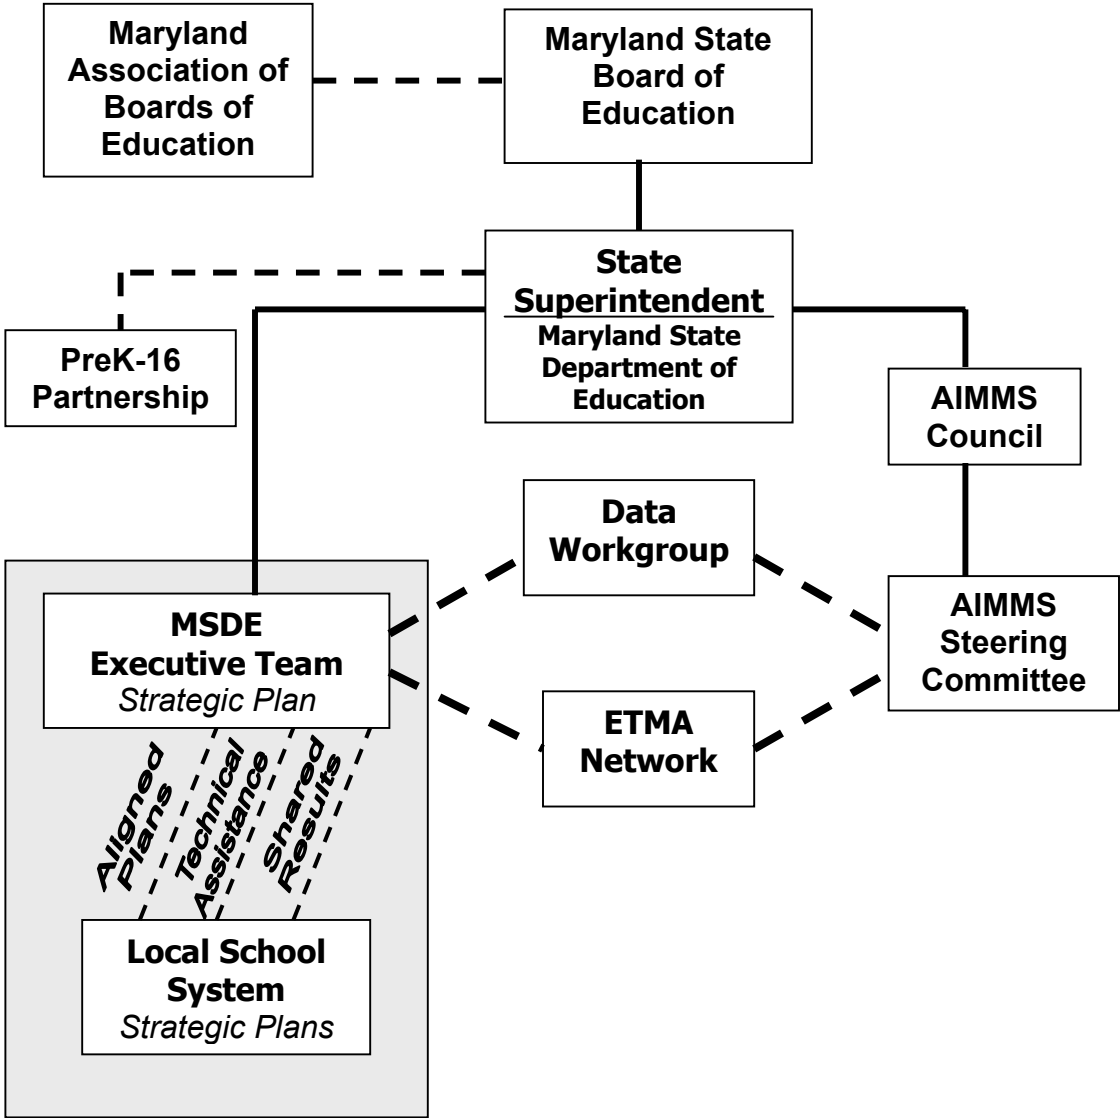 Maryland
Association of
Boards of
Education
Maryland State
Board of
Education
State
Superintendent
Maryland State
Department of
Education
PreK-16
Partnership
AIMMS
Council
Data
Workgroup
MSDE
Executive Team
Strategic Plan
AIMMS
Steering
Committee
ETMA
Network
Aligned
Plans
Technical
Assistance
Shared
Results
Local School
System
Strategic Plans